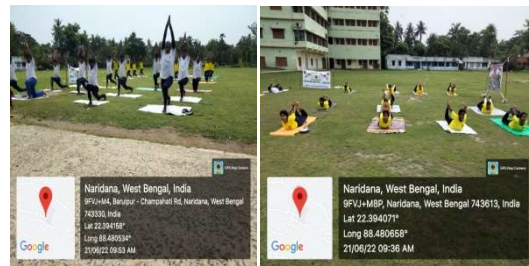 GPS Map Camera
Naridana, West Bengal, India
9FVJ+M4, Baruipur - Champahati Rd, Naridana, West Bengal
743330, India
Lat 22.394158°
Long 88.480534°
21/06/22 09:53 AM
Google
GPS Map Camera
Naridana, West Bengal, India
9FVJ+M8P, Naridana, West Bengal 743613, India
Lat 22.394071°
Long 88.480658°
21/06/22 09:36 AM
Google